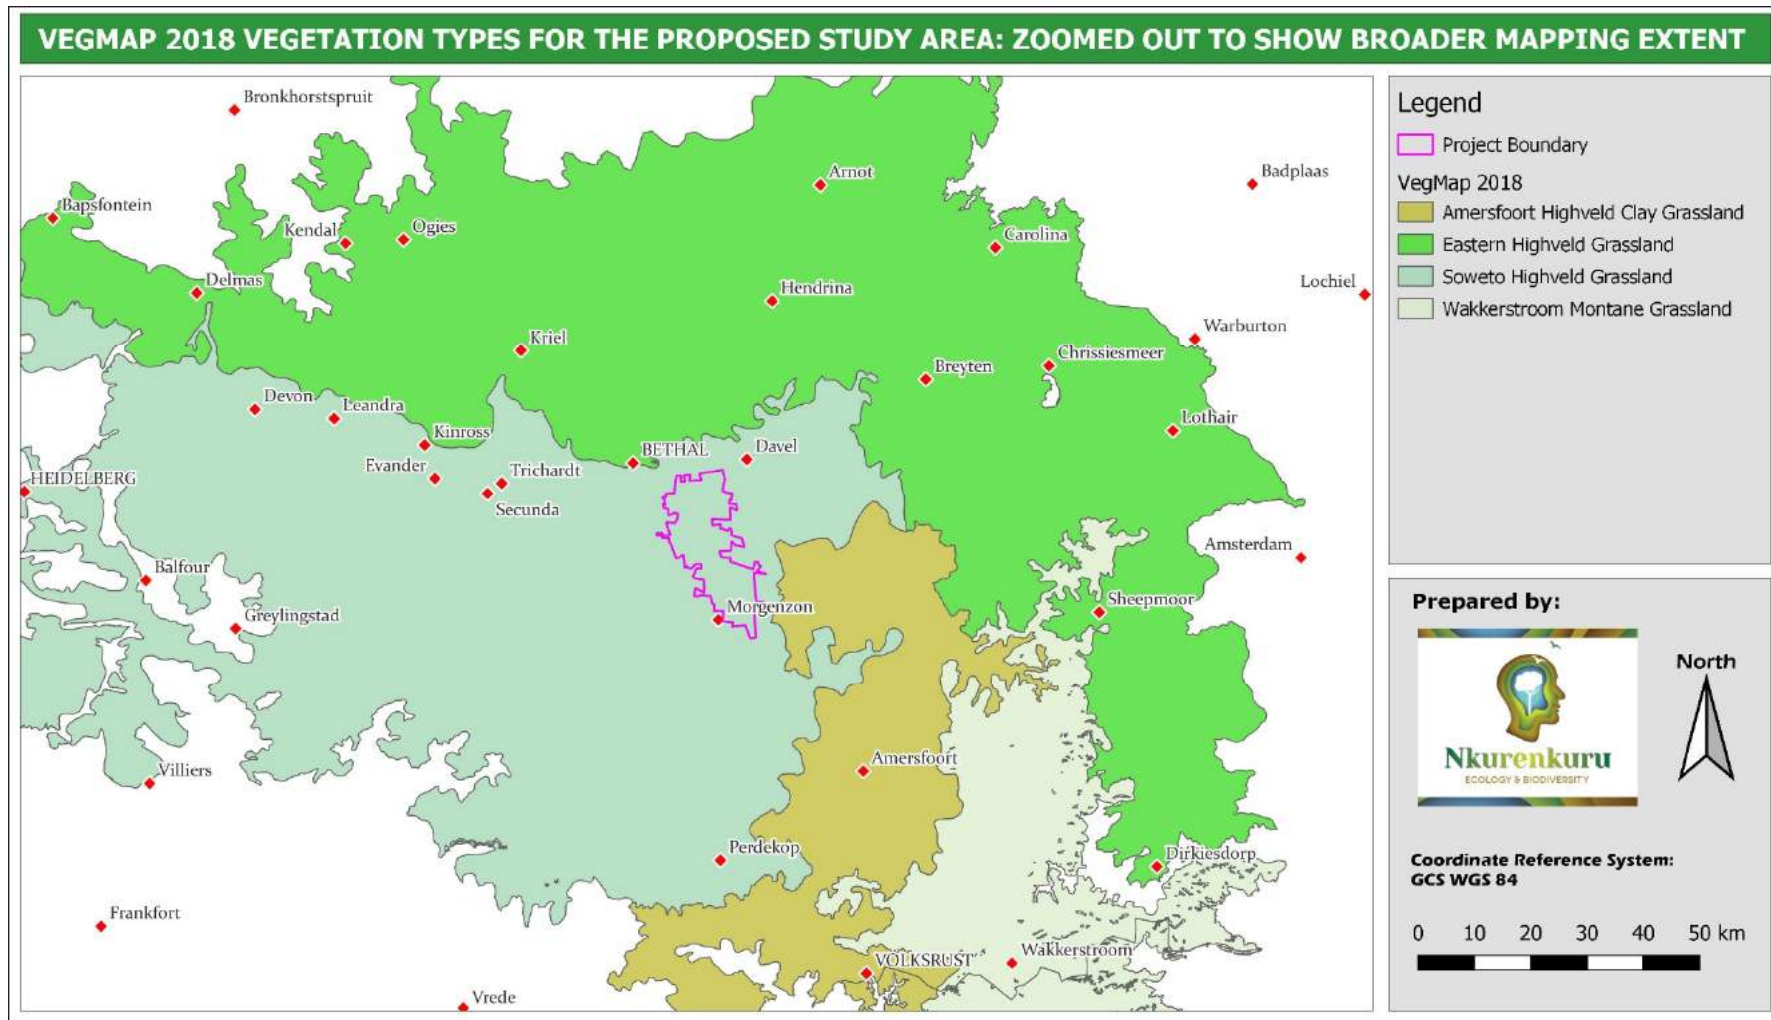 VEGMAP 2018 VEGETATION TYPES FOR THE PROPOSED STUDY AREA: ZOOMED OUT TO SHOW BROADER MAPPING EXTENT
Bronkhorstspruit
Arnot
Badplaas
Bapsfontein
Kendal
Ogies
Carolina
Delmas
Hendrina
Lochiel
Warburton
Kriel
Chrissiesmeer
Breyten
Devon
Leandra
Lothair
Kinross
BETHAL
Davel
Evander
Trichardt
HEIDELBERG
Secunda
Amsterdam
Balfour
Sheepmoor
Morgenzon
Greylingstad
Amersfoort
Villiers
Perdekop
Dirkiesdorp
Frankfort
VOLKSRUST
Wakkerstroom
Vrede
Legend
Project Boundary
VegMap 2018
Amersfoort Highveld Clay Grassland
Eastern Highveld Grassland
Soweto Highveld Grassland
Wakkerstroom Montane Grassland
Prepared by:
Nkurenkuru
ECOLOGY & BIODIVERSITY
North
Coordinate Reference System:
GCS WGS 84
0 10 20 30 40 50 km